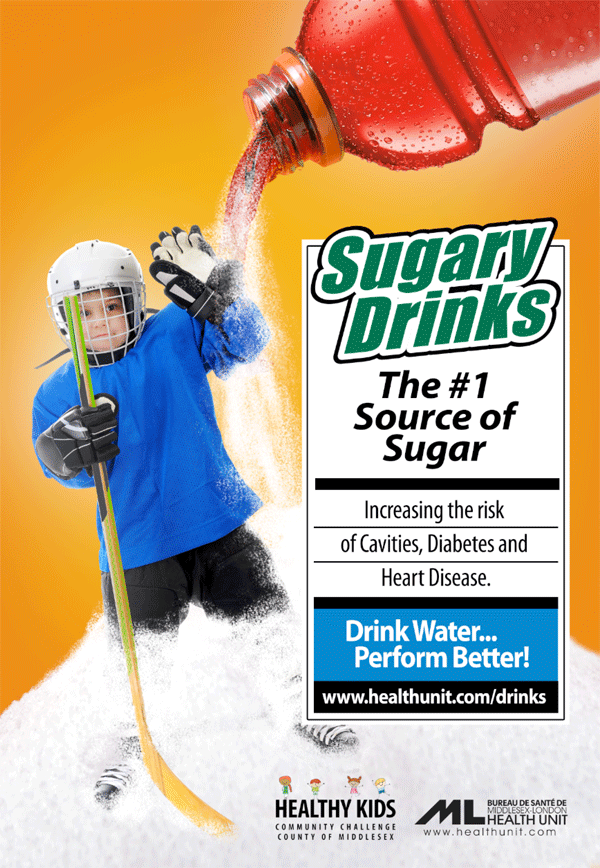 Sugary
Drinks
The #1
Source of
Sugar
Increasing the risk
of Cavities, Diabetes and
Heart Disease.
Drink Water...
Perform Better!
www.healthunit.com/drinks
HEALTHY KIDS
COMMUNITY CHALLENGE
COUNTY OF MIDDLESEX
ML
BUREAU DE SANTÉ DE
MIDDLESEX-LONDON
HEALTH UNIT
www.healthunit.com